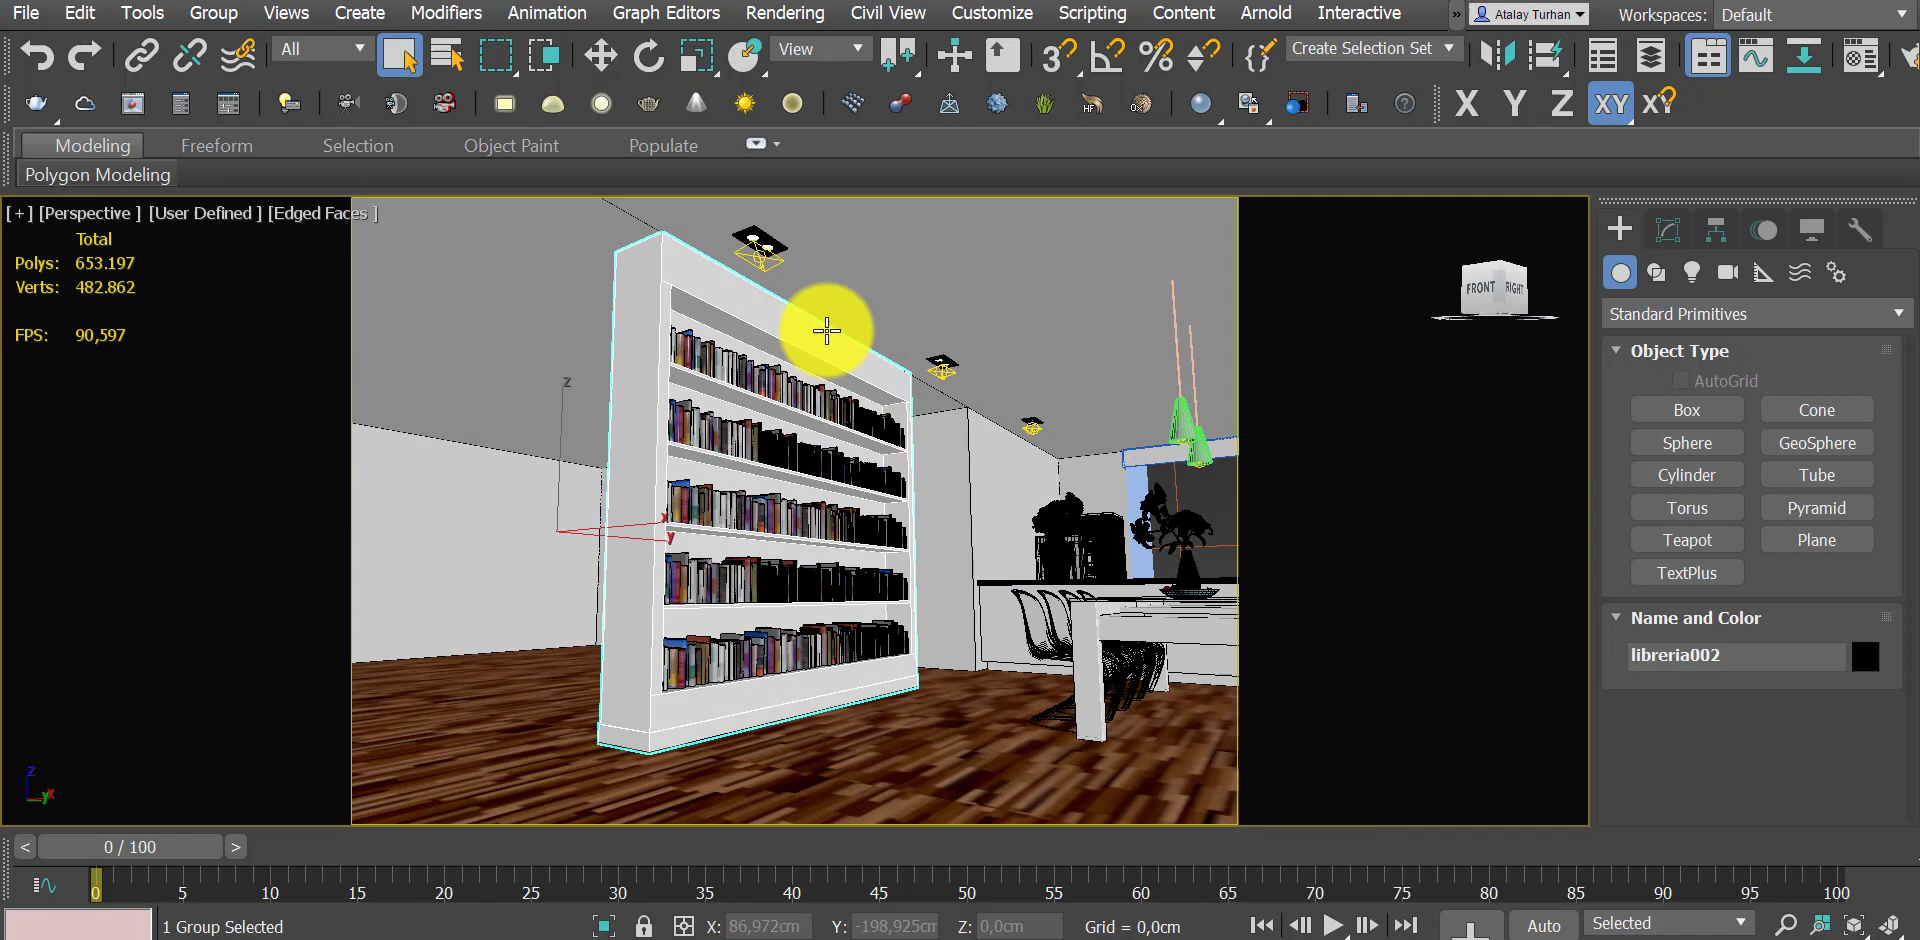 File Edit Tools Group Views Create Modifiers Animation Graph Editors Rendering Civil View Customize Scripting Content Arnold Interactive » Atalay Turhan Workspaces: Default
All View 3 Create Selection Set
X Y Z XY XY
Modeling Freeform Selection Object Paint Populate
Polygon Modeling
[+] [Perspective ] [User Defined ] [Edged Faces ]
Total
Polys: 653.197
Verts: 482.862
FPS: 90,597
FRONT RIGHT
z
x
y
z
y x
Standard Primitives
Object Type
AutoGrid
Box Cone
Sphere GeoSphere
Cylinder Tube
Torus Pyramid
Teapot Plane
TextPlus
Name and Color
libreria002
< 0 / 100 >
0 5 10 15 20 25 30 35 40 45 50 55 60 65 70 75 80 85 90 95 100
1 Group Selected X: 86,972cm Y: -198,925cm Z: 0,0cm Grid = 0,0cm Auto Selected